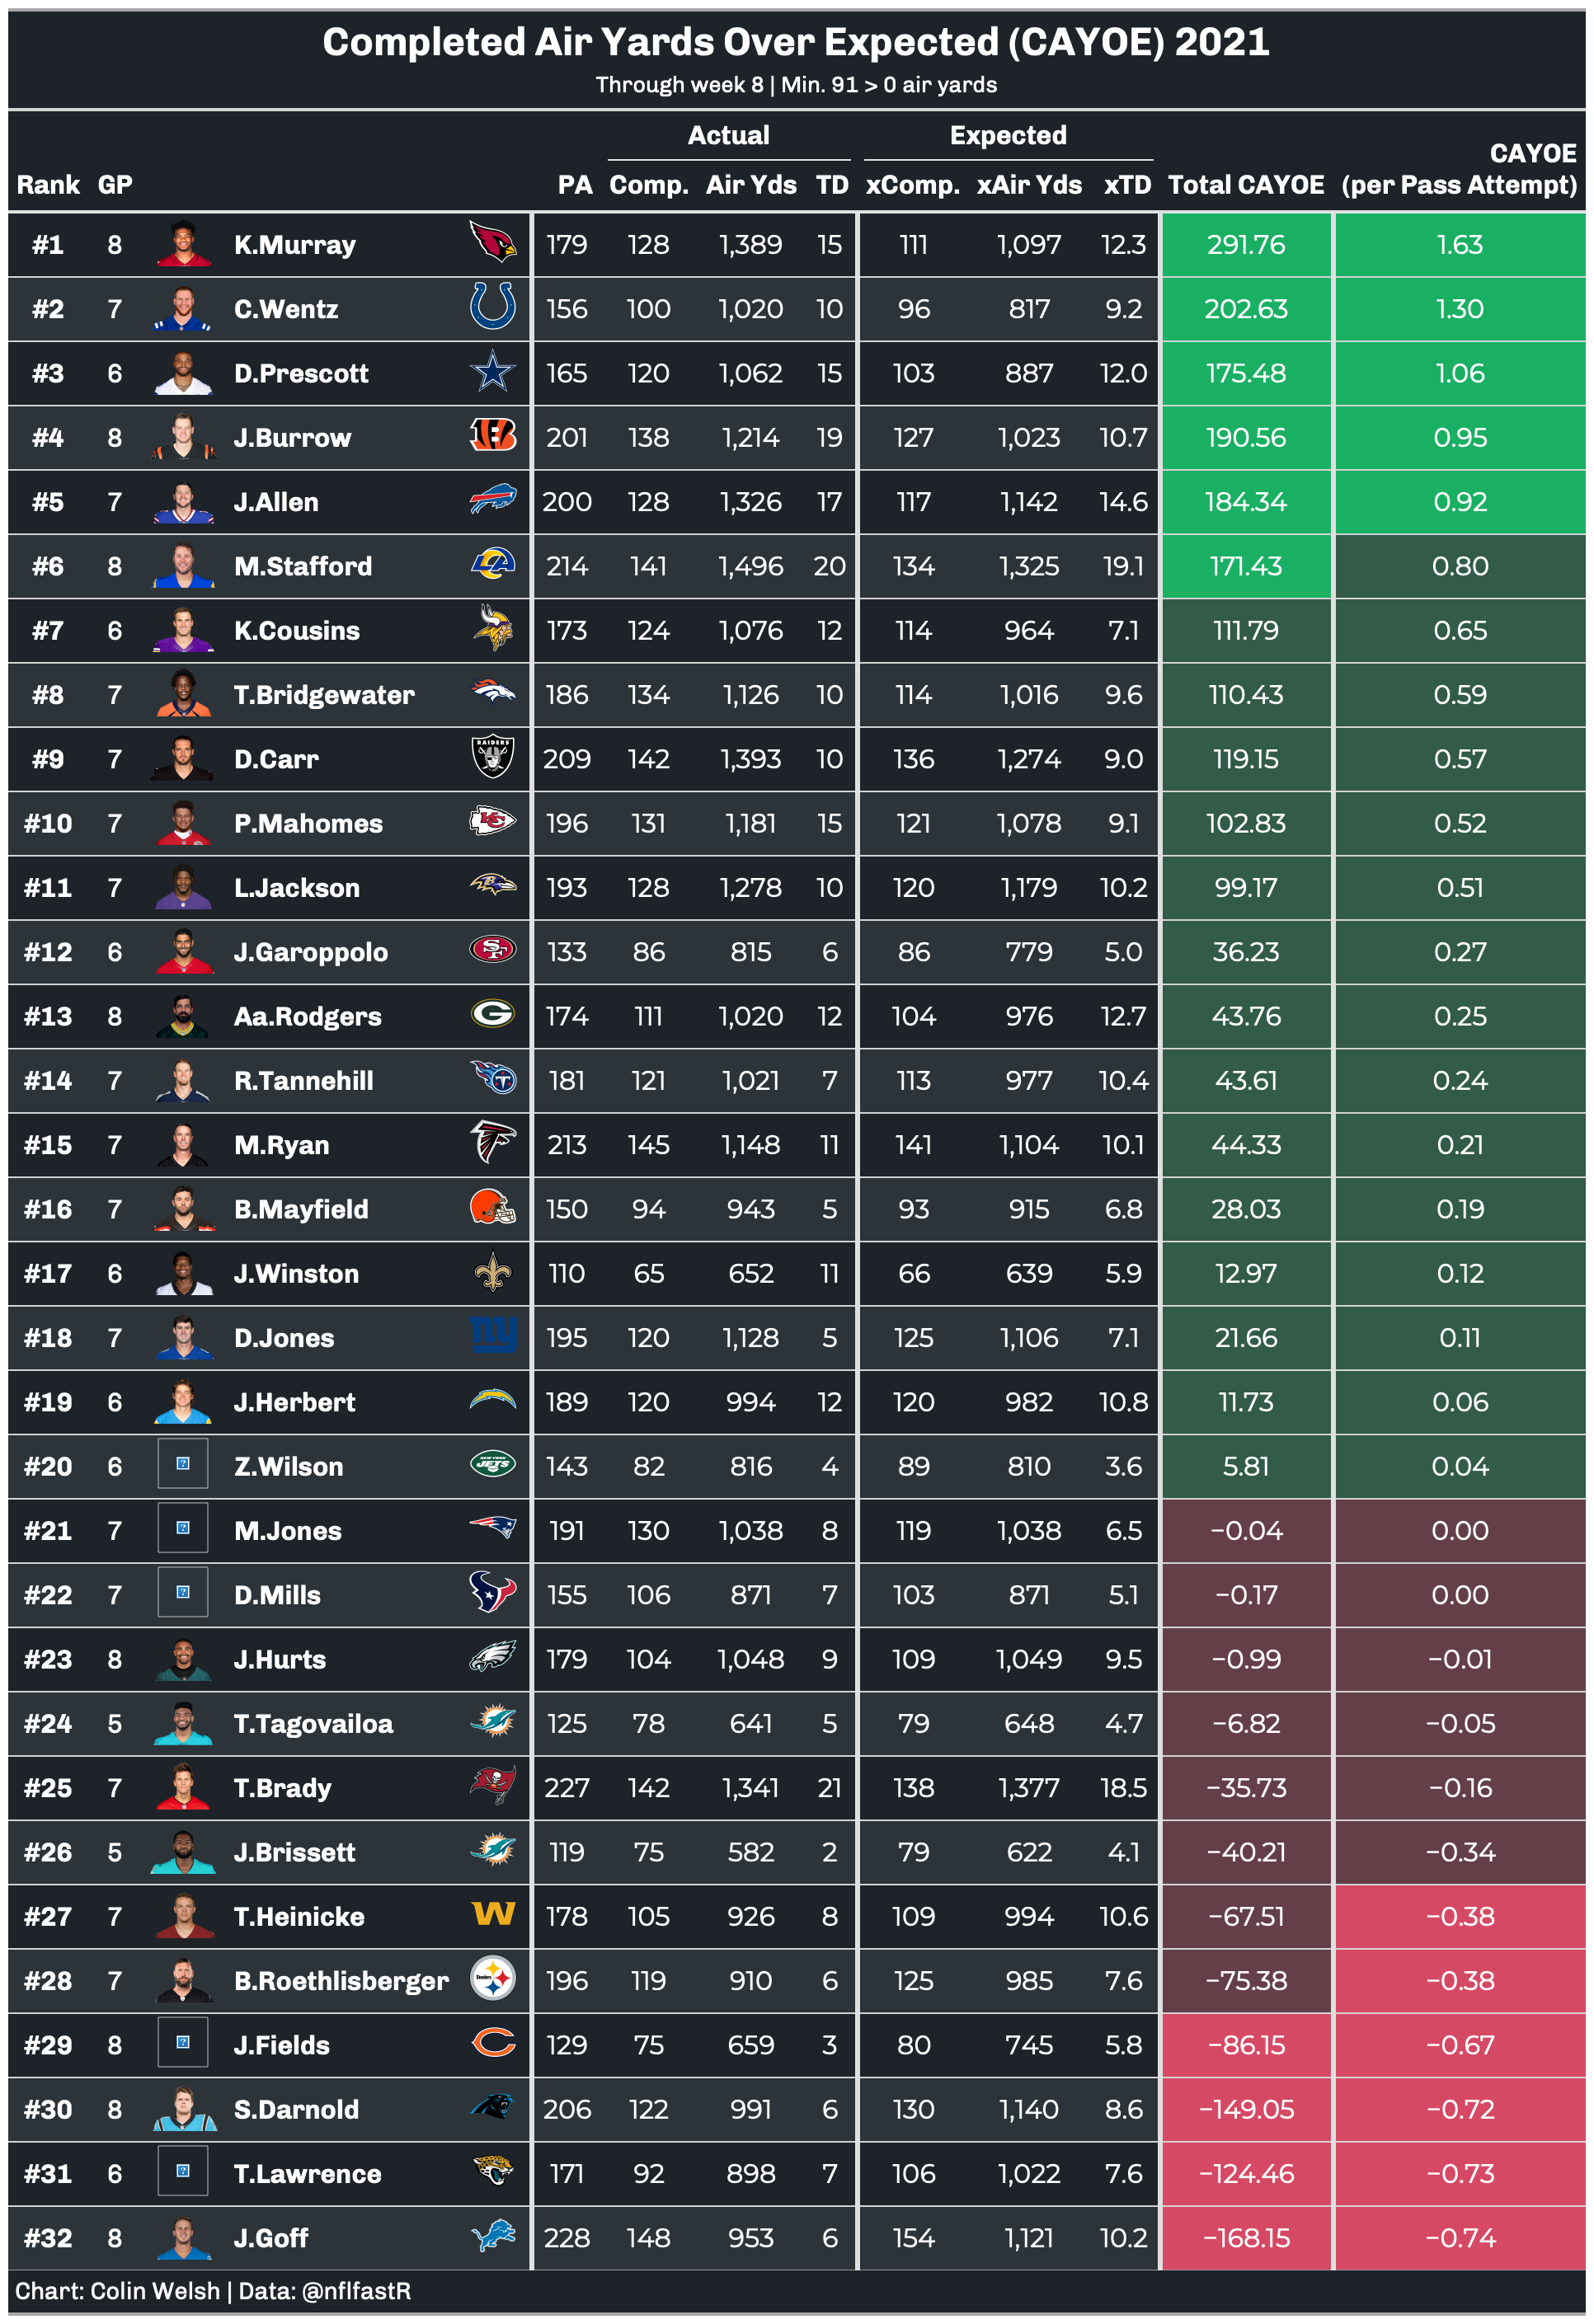 Completed Air Yards Over Expected (CAYOE) 2021
Through week 8 | Min. 91 > 0 air yards
Actual Expected CAYOE
Rank GP PA Comp. Air Yds TD xComp. xAir Yds xTD Total CAYOE (per Pass Attempt)
#1 8 K.Murray 179 128 1,389 15 111 1,097 12.3 291.76 1.63
#2 7 C.Wentz 156 100 1,020 10 96 817 9.2 202.63 1.30
#3 6 D.Prescott 165 120 1,062 15 103 887 12.0 175.48 1.06
#4 8 J.Burrow 201 138 1,214 19 127 1,023 10.7 190.56 0.95
#5 7 J.Allen 200 128 1,326 17 117 1,142 14.6 184.34 0.92
#6 8 M.Stafford LA 214 141 1,496 20 134 1,325 19.1 171.43 0.80
#7 6 K.Cousins 173 124 1,076 12 114 964 7.1 111.79 0.65
#8 7 T.Bridgewater 186 134 1,126 10 114 1,016 9.6 110.43 0.59
#9 7 D.Carr RAIDERS 209 142 1,393 10 136 1,274 9.0 119.15 0.57
#10 7 P.Mahomes KC 196 131 1,181 15 121 1,078 9.1 102.83 0.52
#11 7 L.Jackson 193 128 1,278 10 120 1,179 10.2 99.17 0.51
#12 6 J.Garoppolo SF 133 86 815 6 86 779 5.0 36.23 0.27
#13 8 Aa.Rodgers G 174 111 1,020 12 104 976 12.7 43.76 0.25
#14 7 R.Tannehill T 181 121 1,021 7 113 977 10.4 43.61 0.24
#15 7 M.Ryan 213 145 1,148 11 141 1,104 10.1 44.33 0.21
#16 7 B.Mayfield 150 94 943 5 93 915 6.8 28.03 0.19
#17 6 J.Winston 110 65 652 11 66 639 5.9 12.97 0.12
#18 7 D.Jones ny 195 120 1,128 5 125 1,106 7.1 21.66 0.11
#19 6 J.Herbert 189 120 994 12 120 982 10.8 11.73 0.06
#20 6 ? Z.Wilson NEW YORK JETS 143 82 816 4 89 810 3.6 5.81 0.04
#21 7 ? M.Jones 191 130 1,038 8 119 1,038 6.5 −0.04 0.00
#22 7 ? D.Mills 155 106 871 7 103 871 5.1 −0.17 0.00
#23 8 J.Hurts 179 104 1,048 9 109 1,049 9.5 −0.99 −0.01
#24 5 T.Tagovailoa 125 78 641 5 79 648 4.7 −6.82 −0.05
#25 7 T.Brady 227 142 1,341 21 138 1,377 18.5 −35.73 −0.16
#26 5 J.Brissett 119 75 582 2 79 622 4.1 −40.21 −0.34
#27 7 T.Heinicke W 178 105 926 8 109 994 10.6 −67.51 −0.38
#28 7 B.Roethlisberger Steelers 196 119 910 6 125 985 7.6 −75.38 −0.38
#29 8 ? J.Fields C 129 75 659 3 80 745 5.8 −86.15 −0.67
#30 8 S.Darnold 206 122 991 6 130 1,140 8.6 −149.05 −0.72
#31 6 ? T.Lawrence 171 92 898 7 106 1,022 7.6 −124.46 −0.73
#32 8 J.Goff 228 148 953 6 154 1,121 10.2 −168.15 −0.74
Chart: Colin Welsh | Data: @nflfastR